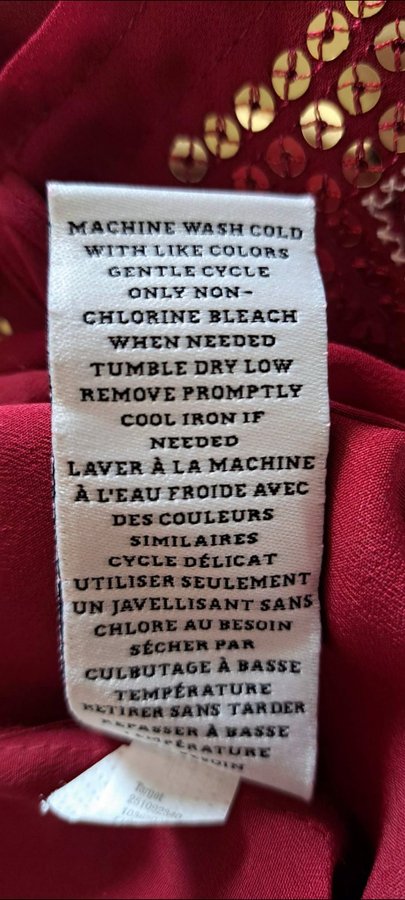 MACHINE WASH COLD
WITH LIKE COLORS
GENTLE CYCLE
ONLY NON-
CHLORINE BLEACH
WHEN NEEDED
TUMBLE DRY LOW
REMOVE PROMPTLY
COOL IRON IF
NEEDED
LAVER À LA MACHINE
À L'EAU FROIDE AVEC
DES COULEURS
SIMILAIRES
CYCLE DÉLICAT
UTILISER SEULEMENT
UN JAVELLISANT SANS
CHLORE AU BESOIN
SÉCHER PAR
CULBUTAGE À BASSE
TEMPÉRATURE
RETIRER SANS TARDER
REPASSER À BASSE
TEMPÉRATURE
Target